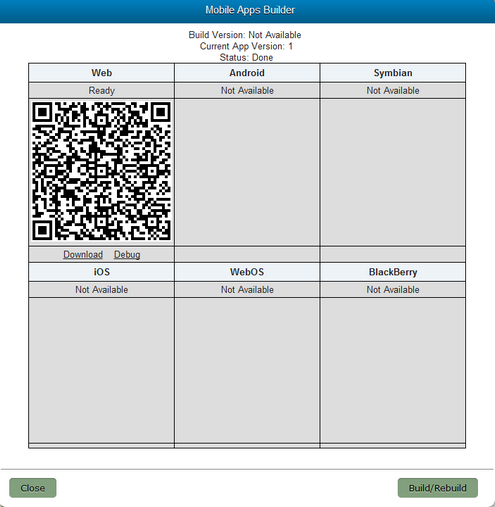 Mobile Apps Builder
Build Version: Not Available
Current App Version: 1
Status: Done
Web Android Symbian
Ready Not Available Not Available
Download Debug
iOS WebOS BlackBerry
Not Available Not Available Not Available
Close Build/Rebuild